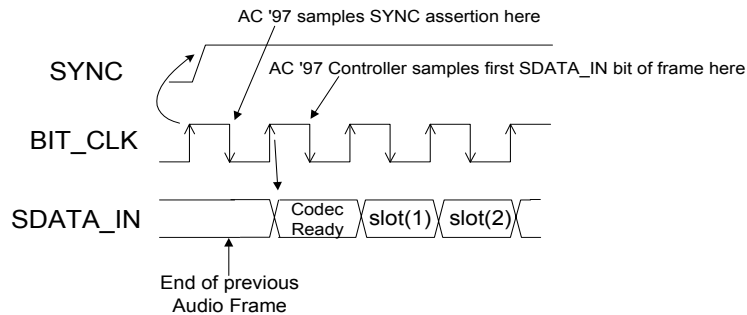 AC '97 samples SYNC assertion here
SYNC
AC '97 Controller samples first SDATA_IN bit of frame here
BIT_CLK
SDATA_IN
Codec
Ready
slot(1)
slot(2)
End of previous
Audio Frame